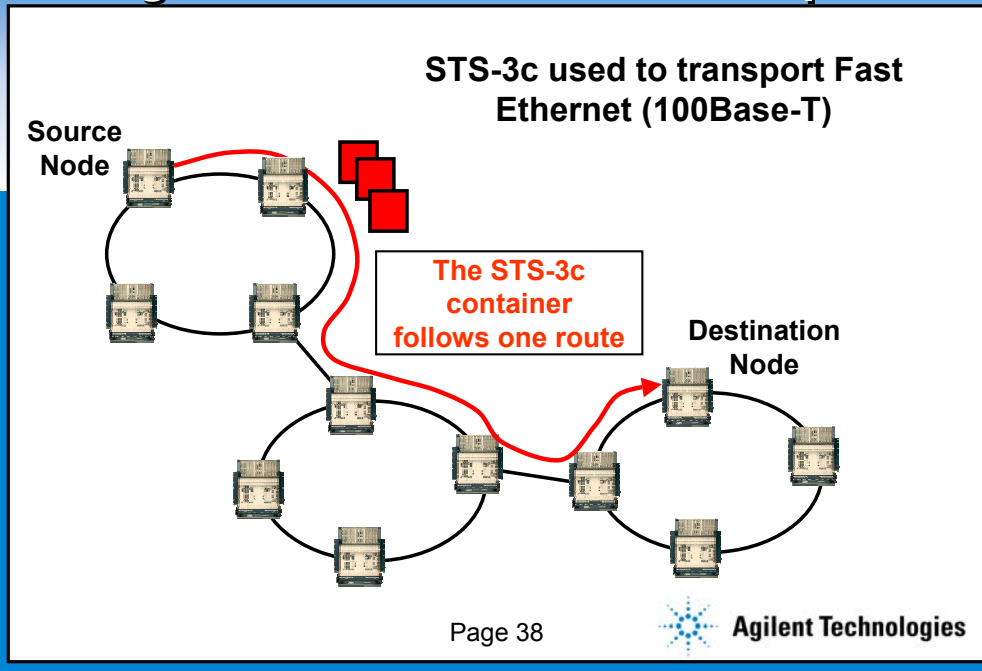 STS-3c used to transport Fast
Ethernet (100Base-T)
Source
Node
The STS-3c
container
follows one route
Destination
Node
Page 38
Agilent Technologies